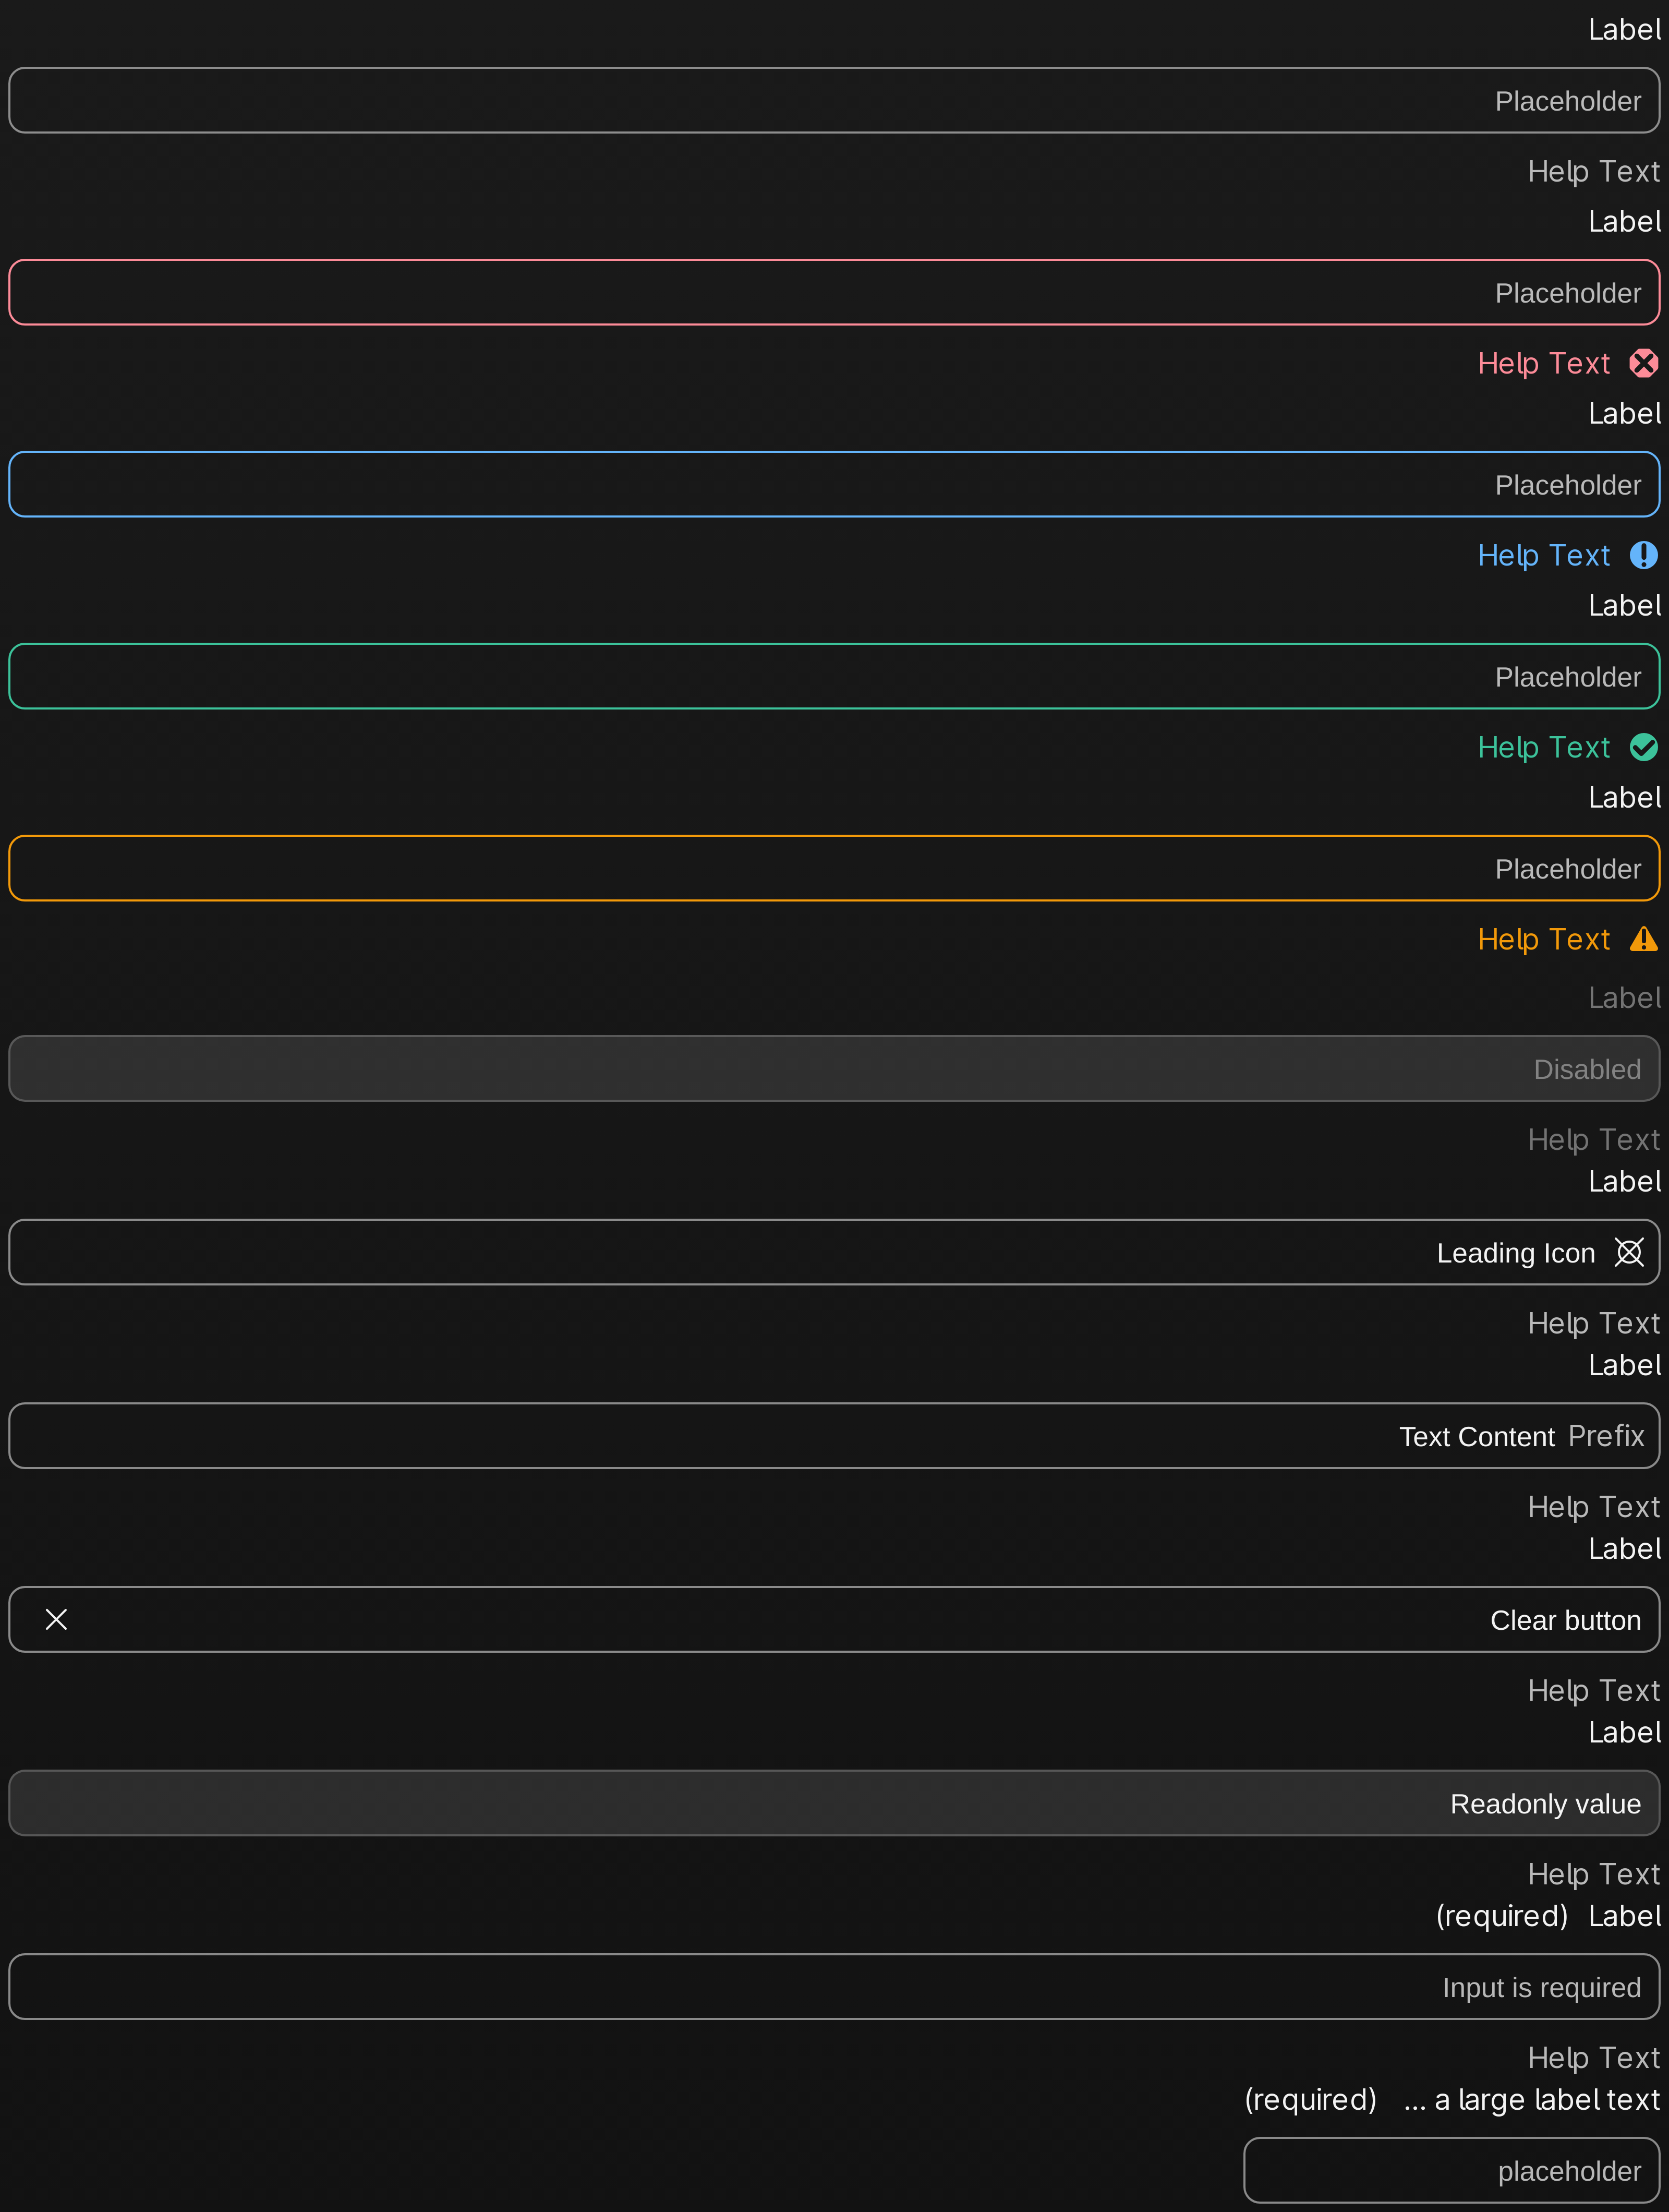 Label
Placeholder
Help Text
Label
Placeholder
Help Text
Label
Placeholder
Help Text
Label
Placeholder
Help Text
Label
Placeholder
Help Text
Label
Disabled
Help Text
Label
Leading Icon
Help Text
Label
Text Content Prefix
Help Text
Label
Clear button
Help Text
Label
Readonly value
Help Text
(required) Label
Input is required
Help Text
(required) ... a large label text
placeholder